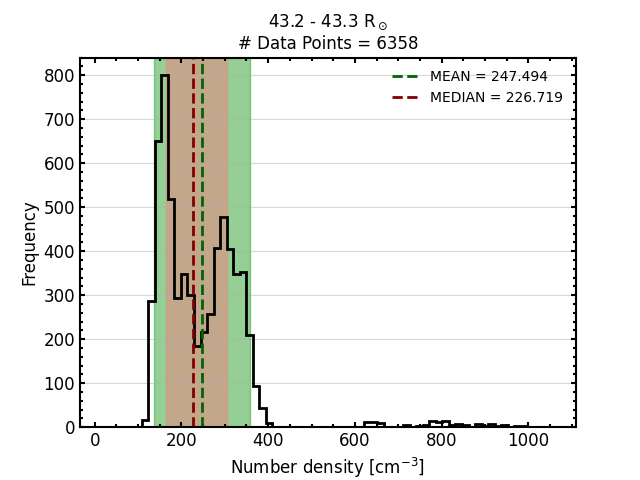 43.2 - 43.3 R⊙
# Data Points = 6358
MEAN = 247.494
MEDIAN = 226.719
800
700
600
500
400
300
200
100
0
Frequency
0 200 400 600 800 1000
Number density [cm⁻³]